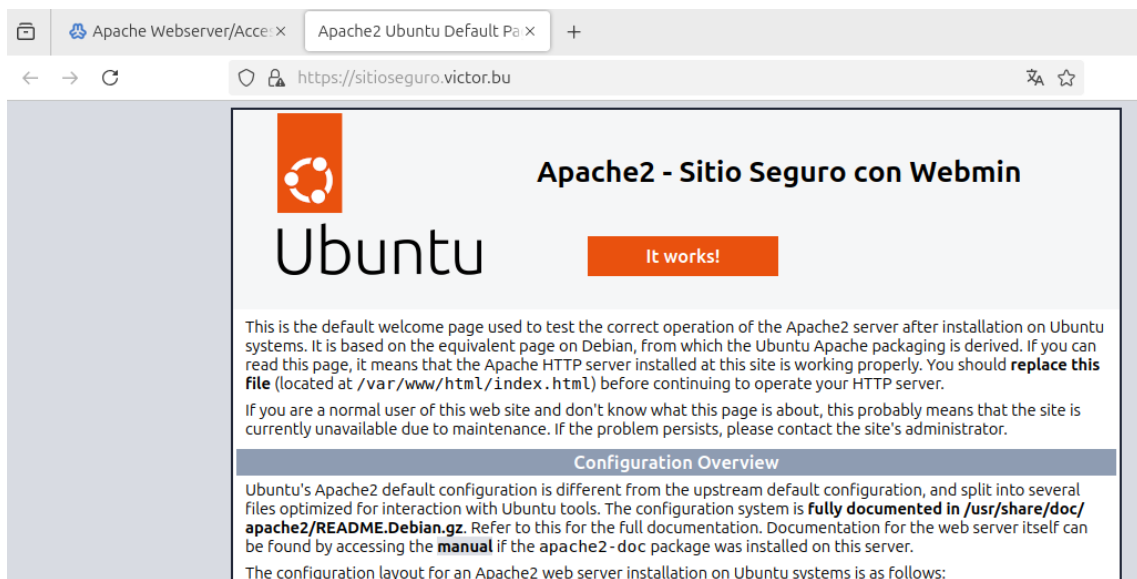 Apache Webserver/Acces
Apache2 Ubuntu Default Pa
https://sitioseguro.victor.bu
Apache2 - Sitio Seguro con Webmin
Ubuntu
It works!
This is the default welcome page used to test the correct operation of the Apache2 server after installation on Ubuntu
systems. It is based on the equivalent page on Debian, from which the Ubuntu Apache packaging is derived. If you can
read this page, it means that the Apache HTTP server installed at this site is working properly. You should replace this
file (located at /var/www/html/index.html) before continuing to operate your HTTP server.
If you are a normal user of this web site and don't know what this page is about, this probably means that the site is
currently unavailable due to maintenance. If the problem persists, please contact the site's administrator.
Configuration Overview
Ubuntu's Apache2 default configuration is different from the upstream default configuration, and split into several
files optimized for interaction with Ubuntu tools. The configuration system is fully documented in /usr/share/doc/
apache2/README.Debian.gz. Refer to this for the full documentation. Documentation for the web server itself can
be found by accessing the manual if the apache2-doc package was installed on this server.
The configuration layout for an Apache2 web server installation on Ubuntu systems is as follows: